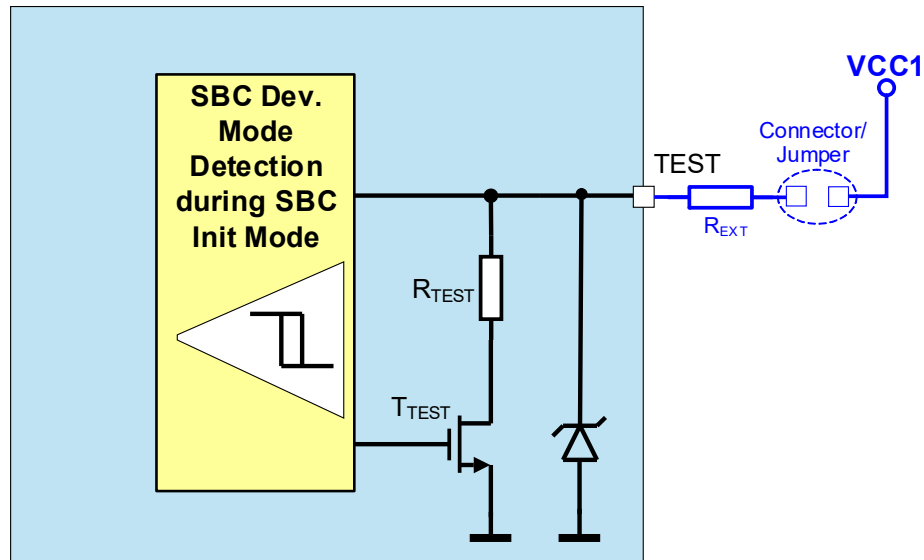 SBC Dev.
Mode
Detection
during SBC
Init Mode
VCC1
Connector/
Jumper
TEST
REXT
RTEST
TTEST